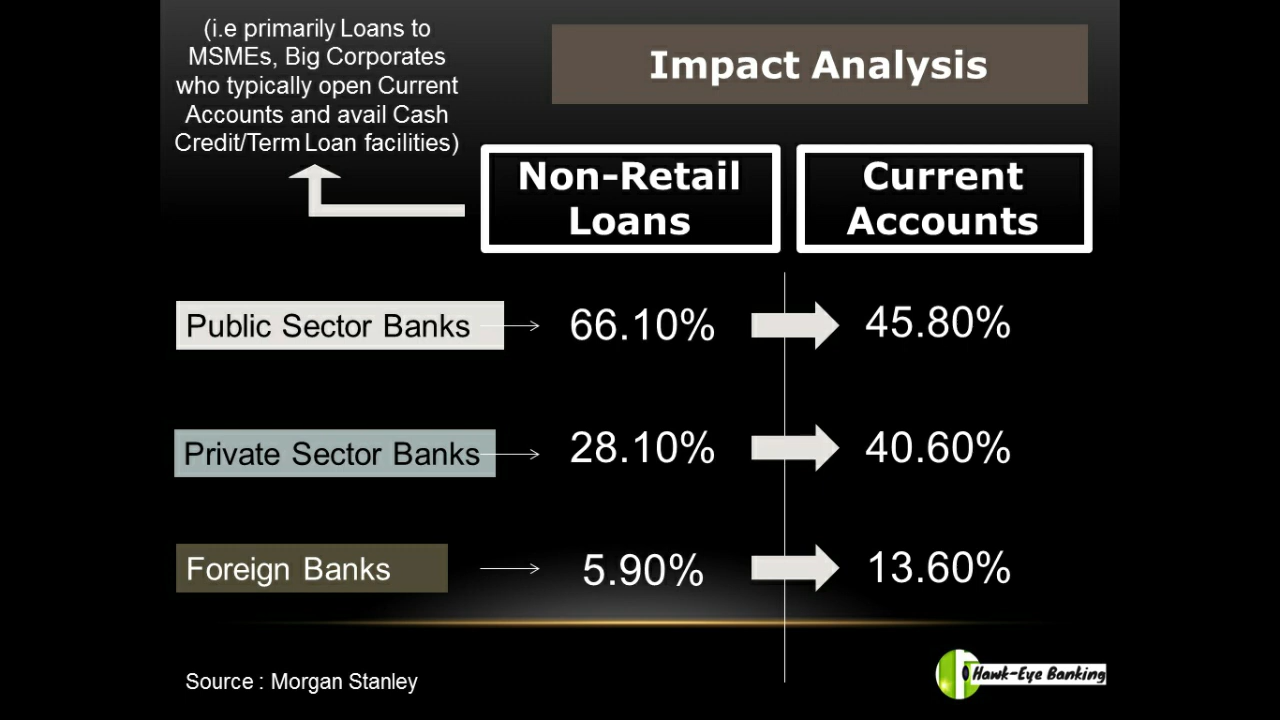 (i.e primarily Loans to
MSMEs, Big Corporates
who typically open Current
Accounts and avail Cash
Credit/Term Loan facilities)
Impact Analysis
Non-Retail
Loans
Current
Accounts
Public Sector Banks 66.10% 45.80%
Private Sector Banks 28.10% 40.60%
Foreign Banks 5.90% 13.60%
Source : Morgan Stanley
Hawk-Eye Banking